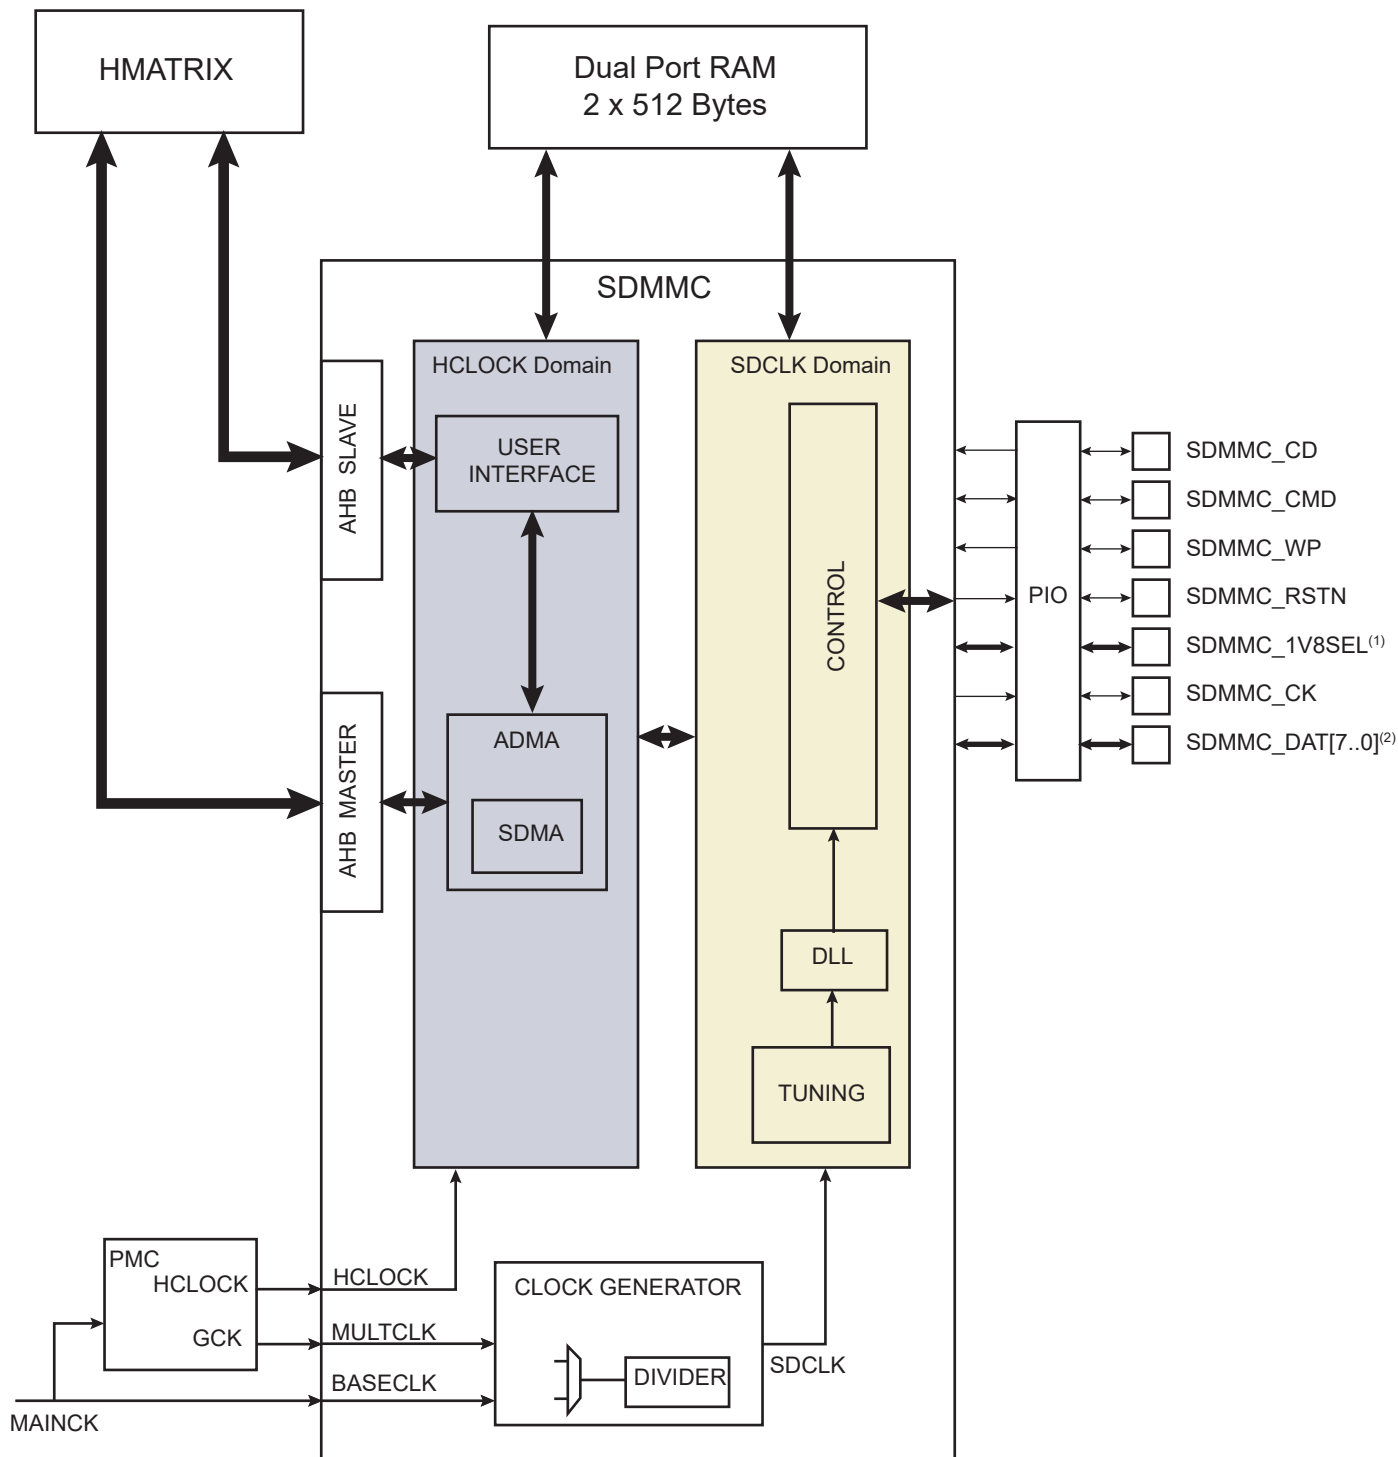 HMATRIX
Dual Port RAM
2 x 512 Bytes
SDMMC
HCLOCK Domain
SDCLK Domain
AHB SLAVE
USER
INTERFACE
CONTROL
PIO
SDMMC_CD
SDMMC_CMD
SDMMC_WP
SDMMC_RSTN
SDMMC_1V8SEL(1)
SDMMC_CK
SDMMC_DAT[7..0](2)
AHB MASTER
ADMA
SDMA
DLL
TUNING
PMC
HCLOCK
GCK
HCLOCK
MULTCLK
BASECLK
MAINCK
CLOCK GENERATOR
DIVIDER
SDCLK